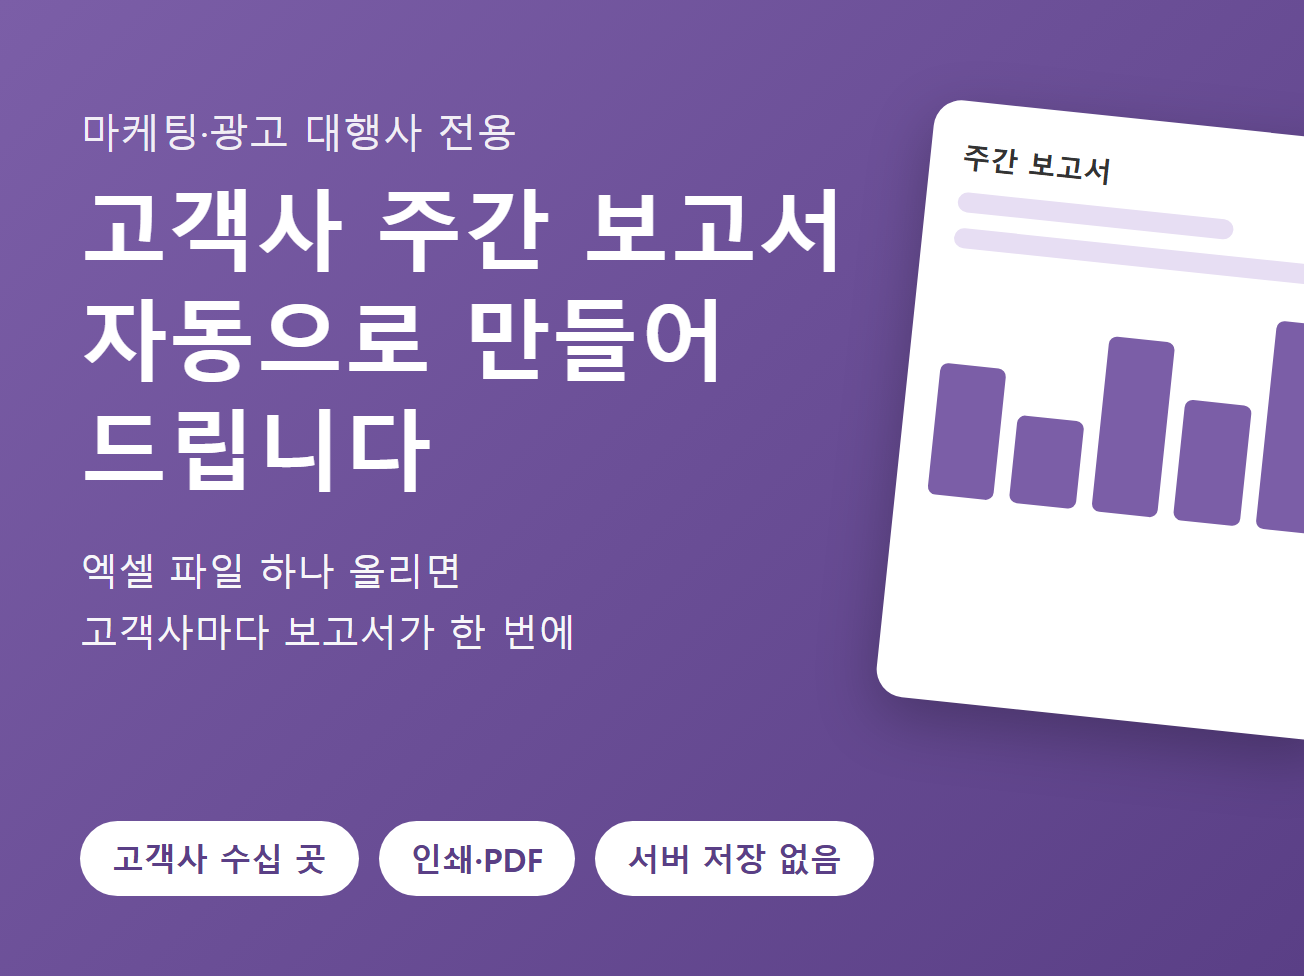 마케팅·광고 대행사 전용
고객사 주간 보고서
자동으로 만들어
드립니다
엑셀 파일 하나 올리면
고객사마다 보고서가 한 번에
고객사 수십 곳
인쇄·PDF
서버 저장 없음
주간 보고서